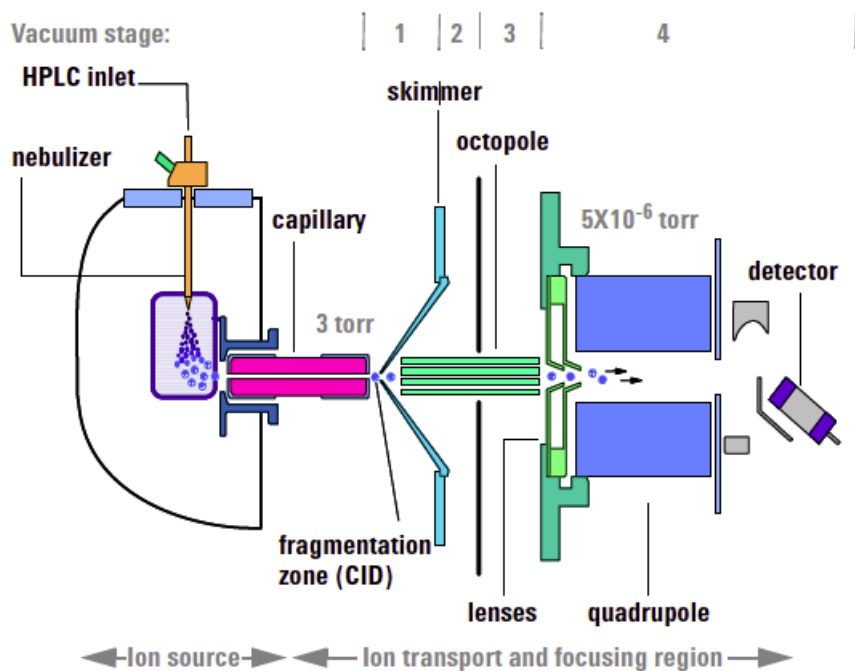 Vacuum stage: 1 2 3 4
HPLC inlet
skimmer
nebulizer
octopole
capillary
5X10⁻⁶ torr
detector
3 torr
fragmentation
zone (CID)
lenses
quadrupole
Ion source
Ion transport and focusing region